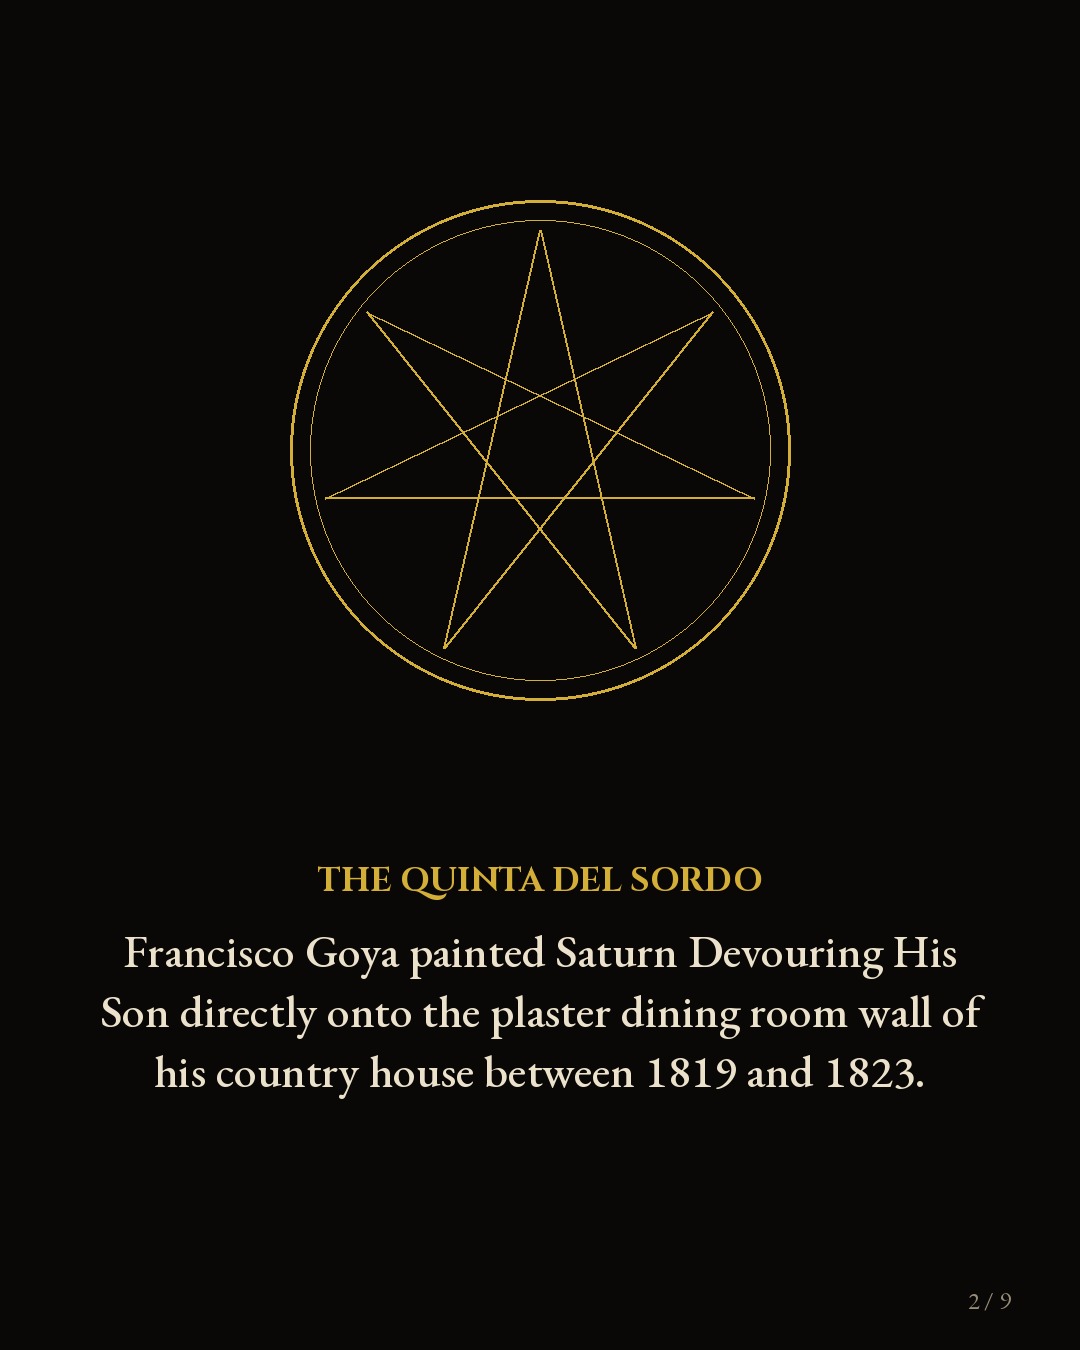 THE QUINTA DEL SORDO
Francisco Goya painted Saturn Devouring His
Son directly onto the plaster dining room wall of
his country house between 1819 and 1823.
2 / 9